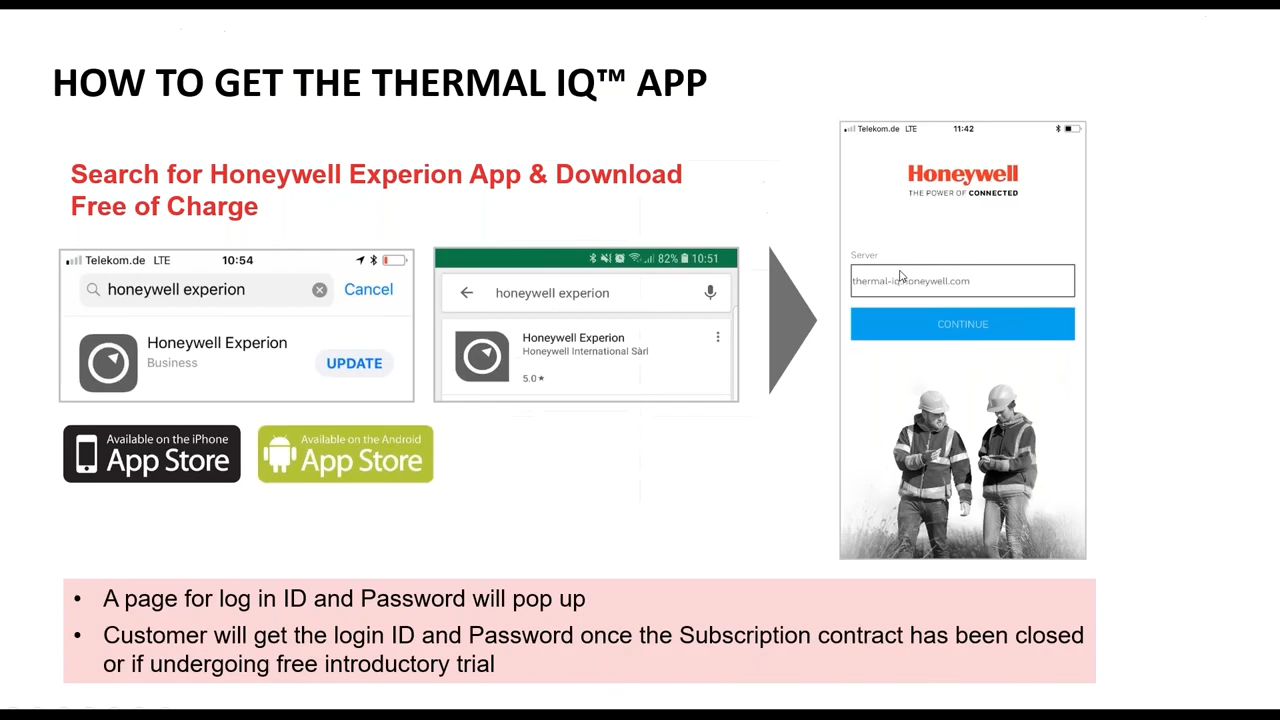 HOW TO GET THE THERMAL IQ™ APP
Search for Honeywell Experion App & Download
Free of Charge
Telekom.de LTE 10:54
honeywell experion Cancel
Honeywell Experion
Business
UPDATE
82% 10:51
honeywell experion
Honeywell Experion
Honeywell International Sàrl
5.0★
Available on the iPhone
App Store
Available on the Android
App Store
Telekom.de LTE 11:42
Honeywell
THE POWER OF CONNECTED
Server
thermal-iq.honeywell.com
CONTINUE
• A page for log in ID and Password will pop up
• Customer will get the login ID and Password once the Subscription contract has been closed
or if undergoing free introductory trial